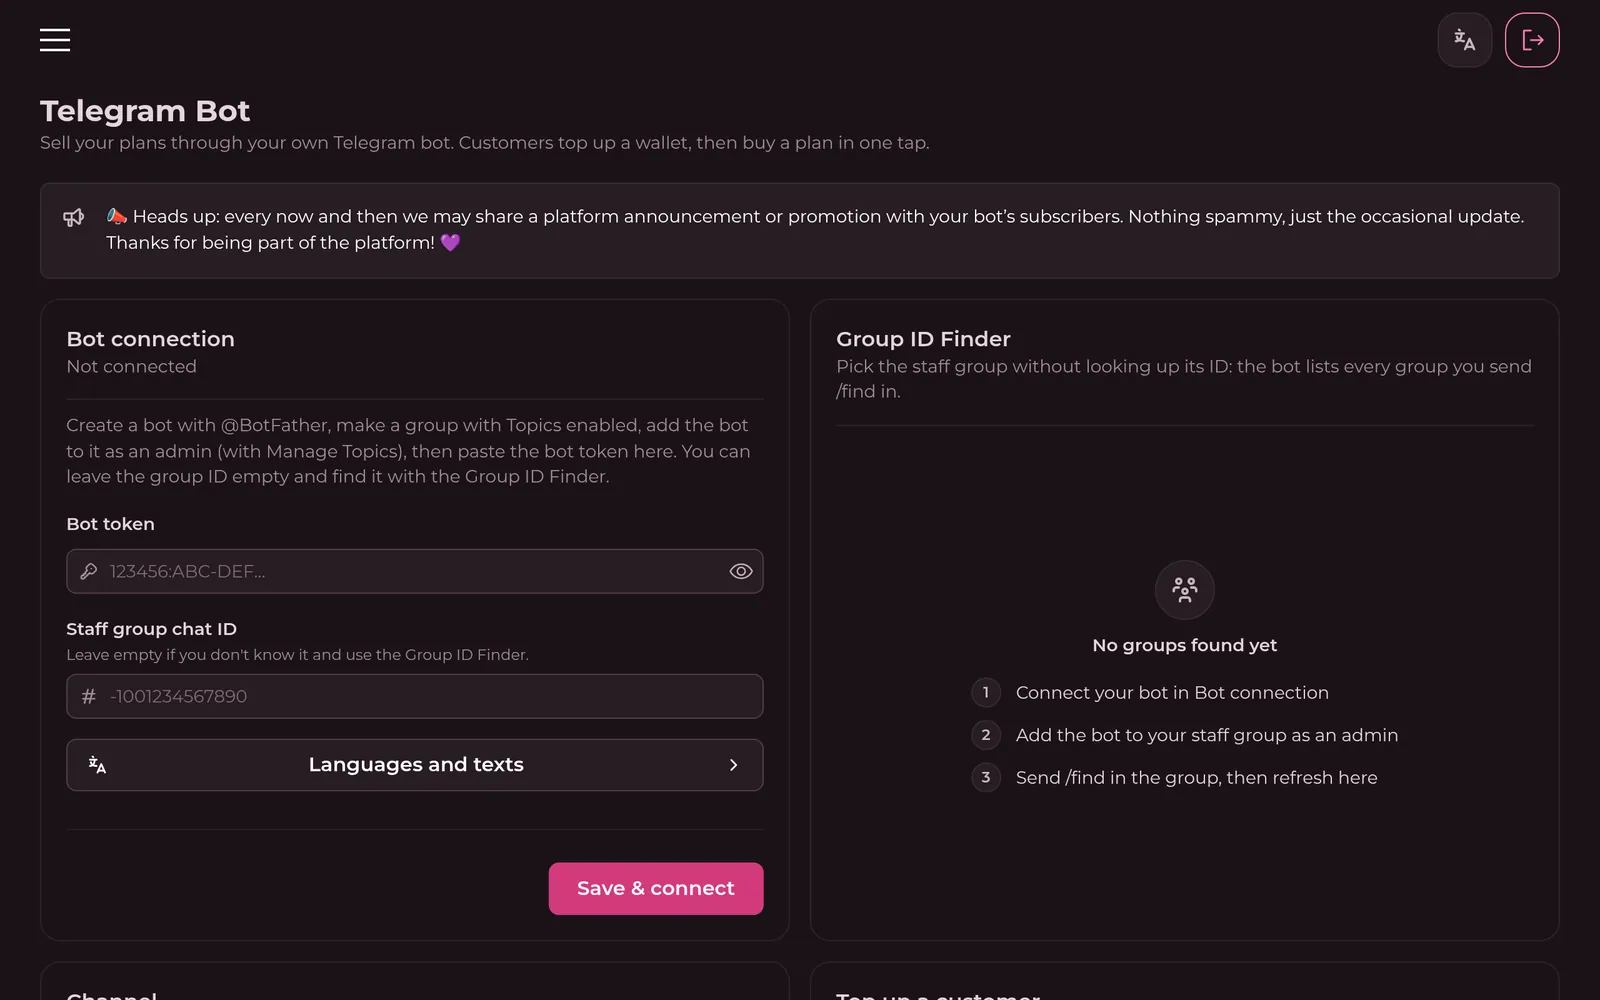 Telegram Bot
Sell your plans through your own Telegram bot. Customers top up a wallet, then buy a plan in one tap.
📣 Heads up: every now and then we may share a platform announcement or promotion with your bot’s subscribers. Nothing spammy, just the occasional update.
Thanks for being part of the platform! 💜
Bot connection
Not connected
Create a bot with @BotFather, make a group with Topics enabled, add the bot
to it as an admin (with Manage Topics), then paste the bot token here. You can
leave the group ID empty and find it with the Group ID Finder.
Bot token
123456:ABC-DEF...
Staff group chat ID
Leave empty if you don't know it and use the Group ID Finder.
# -1001234567890
Languages and texts
Save & connect
Group ID Finder
Pick the staff group without looking up its ID: the bot lists every group you send
/find in.
No groups found yet
1 Connect your bot in Bot connection
2 Add the bot to your staff group as an admin
3 Send /find in the group, then refresh here
Channel
Top up a customer